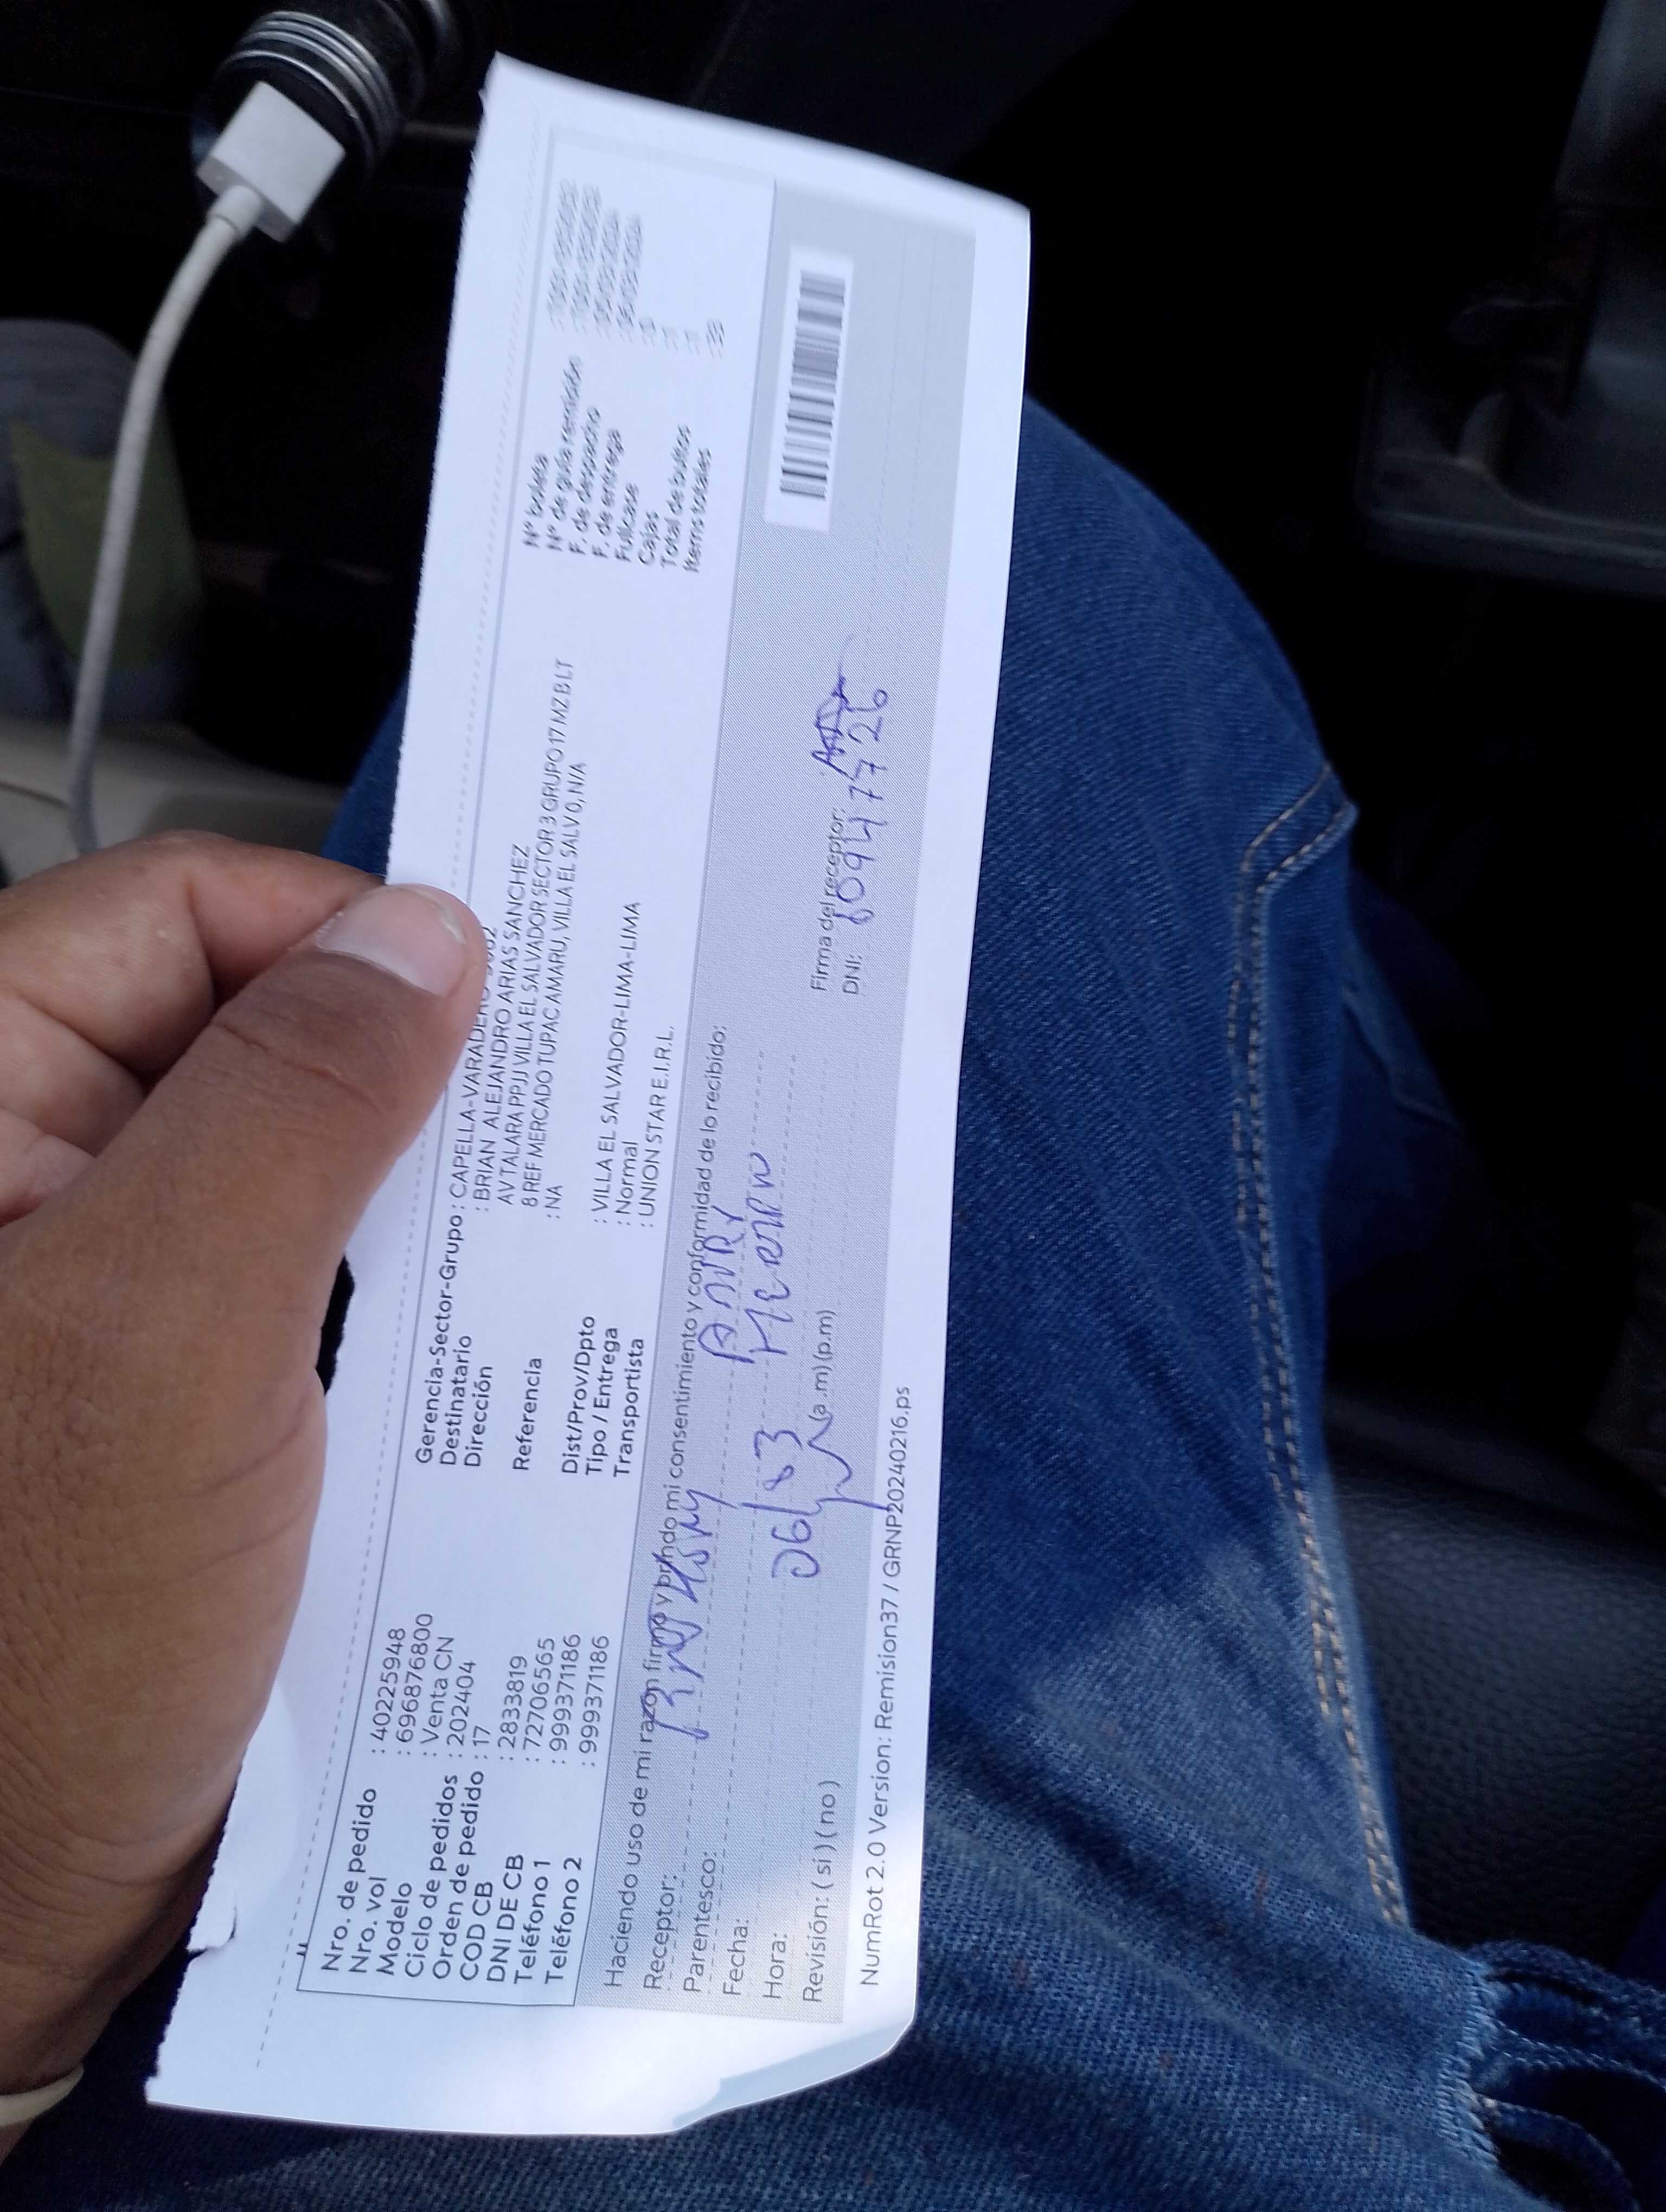 Nro. de pedido : 40225948
Nro. vol : 696876800
Modelo : Venta CN
Ciclo de pedidos : 202404
Orden de pedido : 17
COD CB : 2833819
DNI DE CB : 72706565
Teléfono 1 : 999371186
Teléfono 2 : 999371186
Gerencia-Sector-Grupo : CAPELLA-VARADERO
Destinatario : BRIAN ALEJANDRO ARIAS SANCHEZ
Dirección AV TALARA PPJJ VILLA EL SALVADOR SECTOR 3 GRUPO 17 MZ B LT
8 REF MERCADO TUPAC AMARU, VILLA EL SALV 0, N/A
Referencia : NA
Dist/Prov/Dpto : VILLA EL SALVADOR-LIMA-LIMA
Tipo / Entrega : Normal
Transportista : UNION STAR E.I.R.L.
N° boleta
N° de guía remisión
F. de despacho
F. de entrega
Fullcase
Cajas
Total de bultos
Items totales
Haciendo uso de mi razón firmo y brindo mi consentimiento y conformidad de lo recibido:
Receptor:
Parentesco:
Fecha: 06/03
Hora: (a.m) (p.m)
Revisión: ( si ) ( no )
Firma del receptor:
DNI: 60947726
NumRot 2.0 Version: Remision37 / GRNP20240216.ps